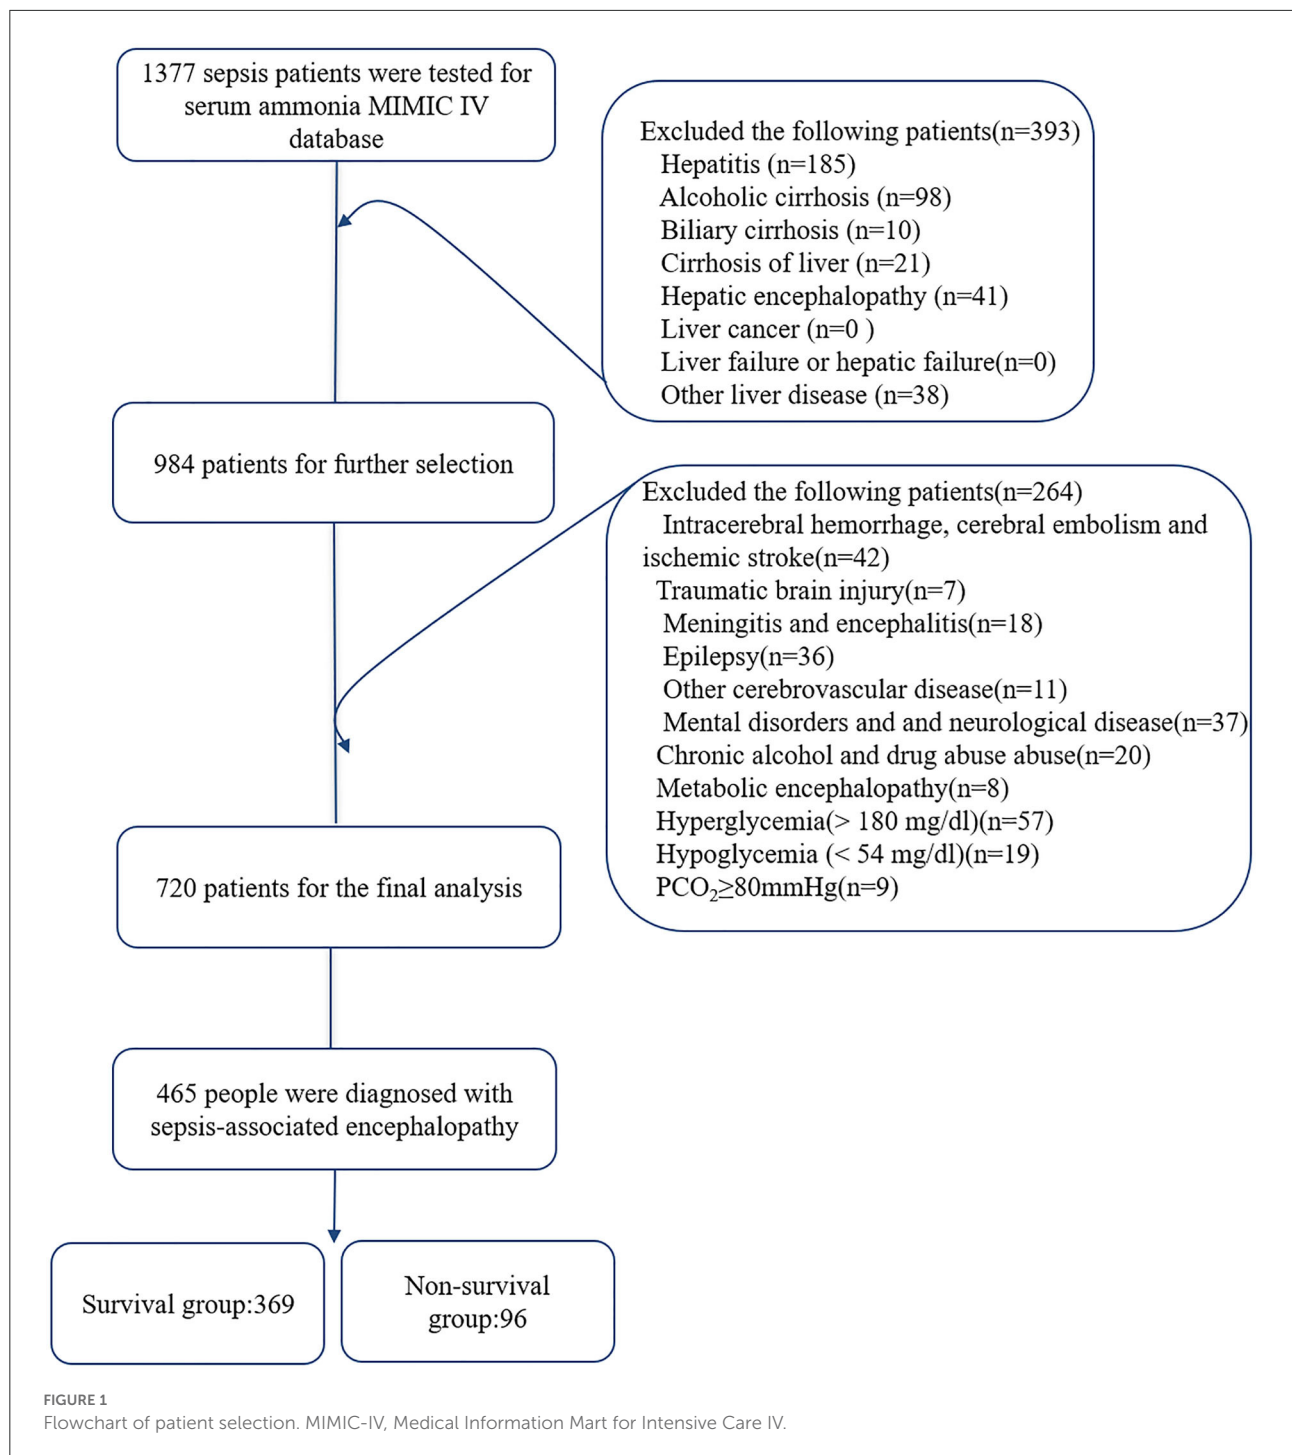 1377 sepsis patients were tested for
serum ammonia MIMIC IV
database
Excluded the following patients(n=393)
Hepatitis (n=185)
Alcoholic cirrhosis (n=98)
Biliary cirrhosis (n=10)
Cirrhosis of liver (n=21)
Hepatic encephalopathy (n=41)
Liver cancer (n=0 )
Liver failure or hepatic failure(n=0)
Other liver disease (n=38)
984 patients for further selection
Excluded the following patients(n=264)
Intracerebral hemorrhage, cerebral embolism and
ischemic stroke(n=42)
Traumatic brain injury(n=7)
Meningitis and encephalitis(n=18)
Epilepsy(n=36)
Other cerebrovascular disease(n=11)
Mental disorders and and neurological disease(n=37)
Chronic alcohol and drug abuse abuse(n=20)
Metabolic encephalopathy(n=8)
Hyperglycemia(> 180 mg/dl)(n=57)
Hypoglycemia (< 54 mg/dl)(n=19)
PCO₂≥80mmHg(n=9)
720 patients for the final analysis
465 people were diagnosed with
sepsis-associated encephalopathy
Survival group:369
Non-survival
group:96
FIGURE 1
Flowchart of patient selection. MIMIC-IV, Medical Information Mart for Intensive Care IV.